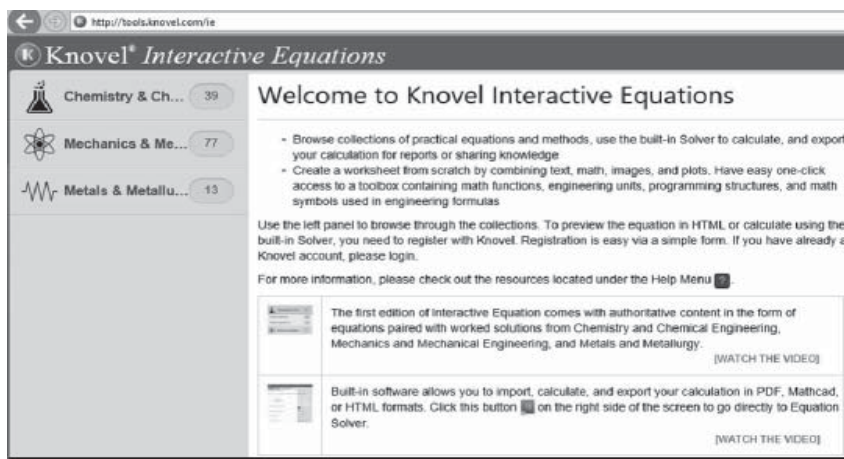 http://tools.knovel.com/ie
Knovel® Interactive Equations
Chemistry & Ch... 39
Mechanics & Me... 77
Metals & Metallu... 13
Welcome to Knovel Interactive Equations
- Browse collections of practical equations and methods, use the built-in Solver to calculate, and export
your calculation for reports or sharing knowledge
- Create a worksheet from scratch by combining text, math, images, and plots. Have easy one-click
access to a toolbox containing math functions, engineering units, programming structures, and math
symbols used in engineering formulas
Use the left panel to browse through the collections. To preview the equation in HTML or calculate using the
built-in Solver, you need to register with Knovel. Registration is easy via a simple form. If you have already a
Knovel account, please login.
For more information, please check out the resources located under the Help Menu ?.
The first edition of Interactive Equation comes with authoritative content in the form of
equations paired with worked solutions from Chemistry and Chemical Engineering,
Mechanics and Mechanical Engineering, and Metals and Metallurgy.
[WATCH THE VIDEO]
Built-in software allows you to import, calculate, and export your calculation in PDF, Mathcad,
or HTML formats. Click this button on the right side of the screen to go directly to Equation
Solver.
[WATCH THE VIDEO]